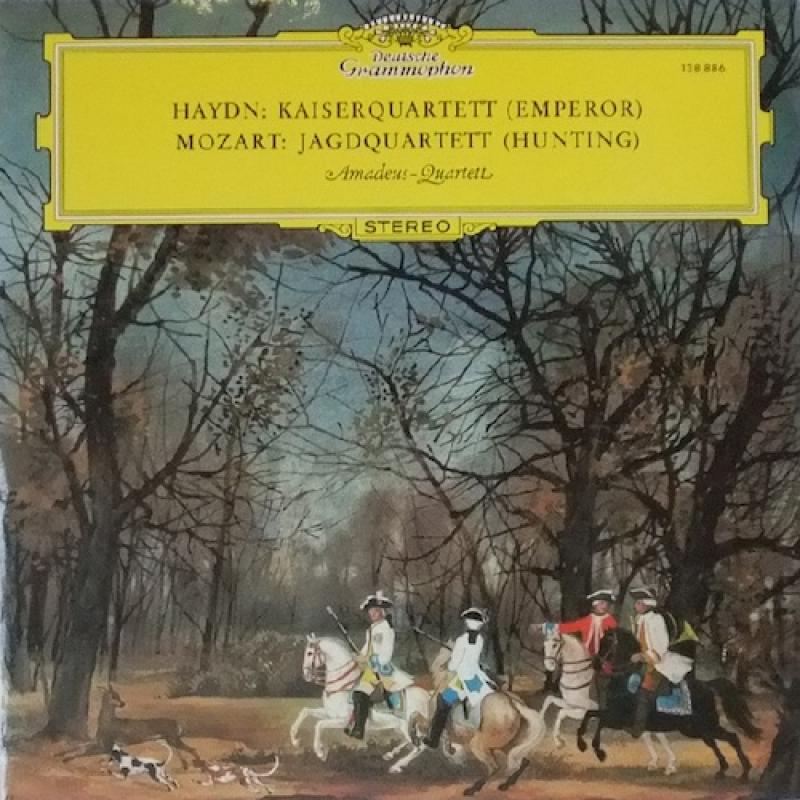 Deutsche
Grammophon
138 886
HAYDN: KAISERQUARTETT (EMPEROR)
MOZART: JAGDQUARTETT (HUNTING)
Amadeus-Quartett
STEREO